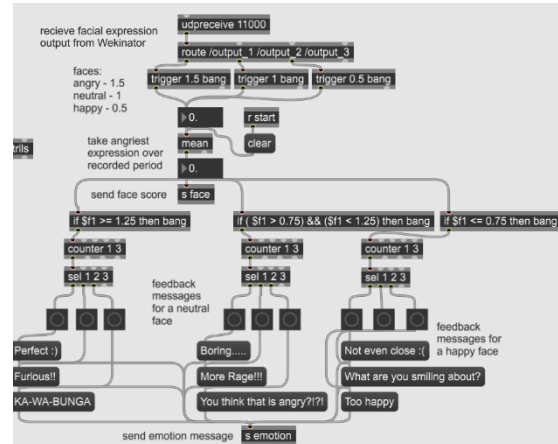 udpreceive 11000
recieve facial expression
output from Wekinator
route /output_1 /output_2 /output_3
faces:
angry - 1.5
neutral - 1
happy - 0.5
trigger 1.5 bang
trigger 1 bang
trigger 0.5 bang
0.
r start
take angriest
expression over
recorded period
mean
clear
trils
0.
send face score
s face
if $f1 >= 1.25 then bang
if ( $f1 > 0.75) && ($f1 < 1.25) then bang
if $f1 <= 0.75 then bang
counter 1 3
counter 1 3
counter 1 3
sel 1 2 3
sel 1 2 3
sel 1 2 3
feedback
messages
for a neutral
face
feedback
messages for
a happy face
Perfect :)
Boring.....
Not even close :(
Furious!!
More Rage!!!
What are you smiling about?
KA-WA-BUNGA
You think that is angry?!?!
Too happy
send emotion message
s emotion